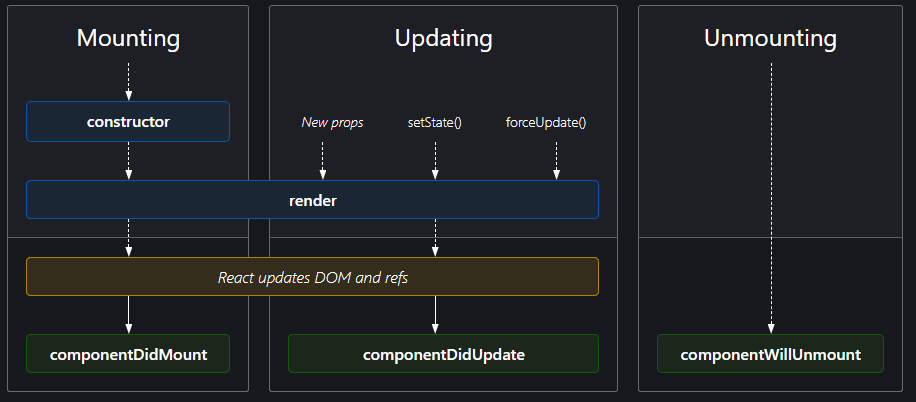 Mounting
Updating
Unmounting
constructor
New props
setState()
forceUpdate()
render
React updates DOM and refs
componentDidMount
componentDidUpdate
componentWillUnmount